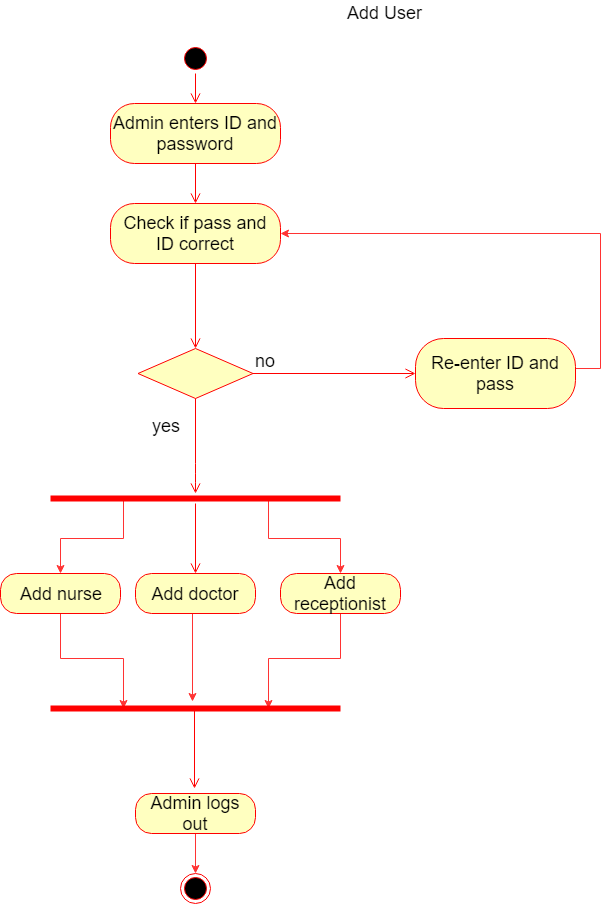 Add User
Admin enters ID and
password
Check if pass and
ID correct
no
Re-enter ID and
pass
yes
Add nurse
Add doctor
Add
receptionist
Admin logs
out